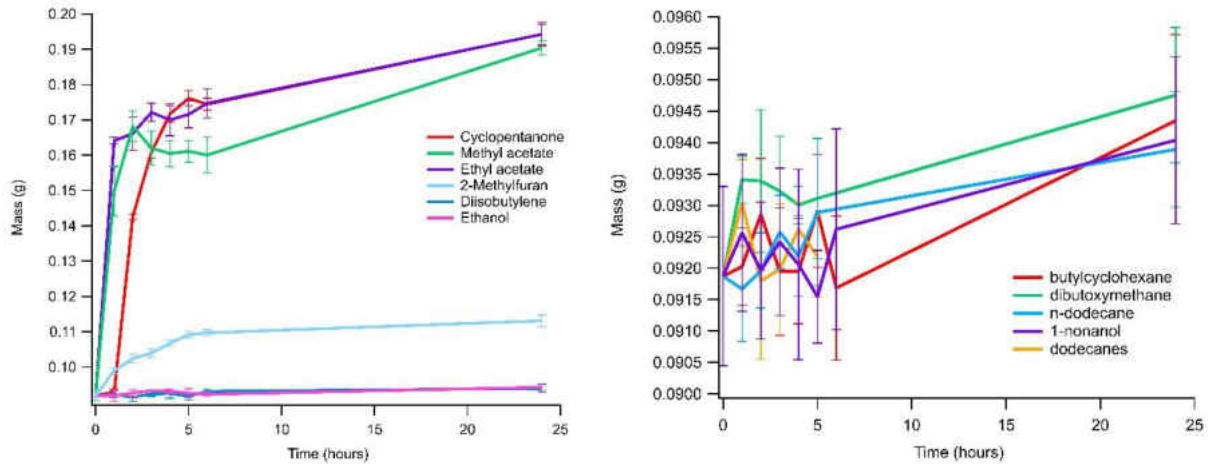 0.20
0.19
0.18
0.17
0.16
0.15
0.14
0.13
0.12
0.11
0.10
Mass (g)
Cyclopentanone
Methyl acetate
Ethyl acetate
2-Methylfuran
Diisobutylene
Ethanol
0 5 10 15 20 25
Time (hours)
0.0960
0.0955
0.0950
0.0945
0.0940
0.0935
0.0930
0.0925
0.0920
0.0915
0.0910
0.0905
0.0900
Mass (g)
butylcyclohexane
dibutoxymethane
n-dodecane
1-nonanol
dodecanes
0 5 10 15 20 25
Time (hours)